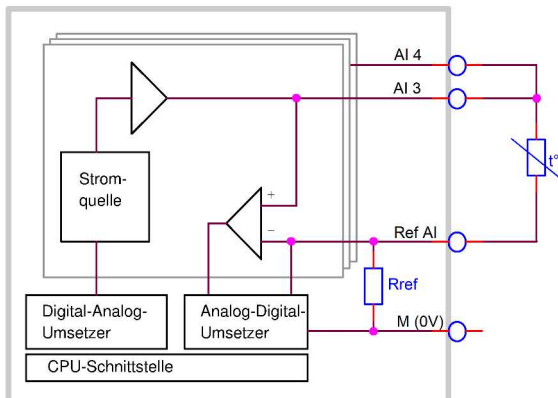 AI 4
AI 3
t°
Strom-
quelle
+
−
Ref AI
Rref
Digital-Analog-
Umsetzer
Analog-Digital-
Umsetzer
M (0V)
CPU-Schnittstelle